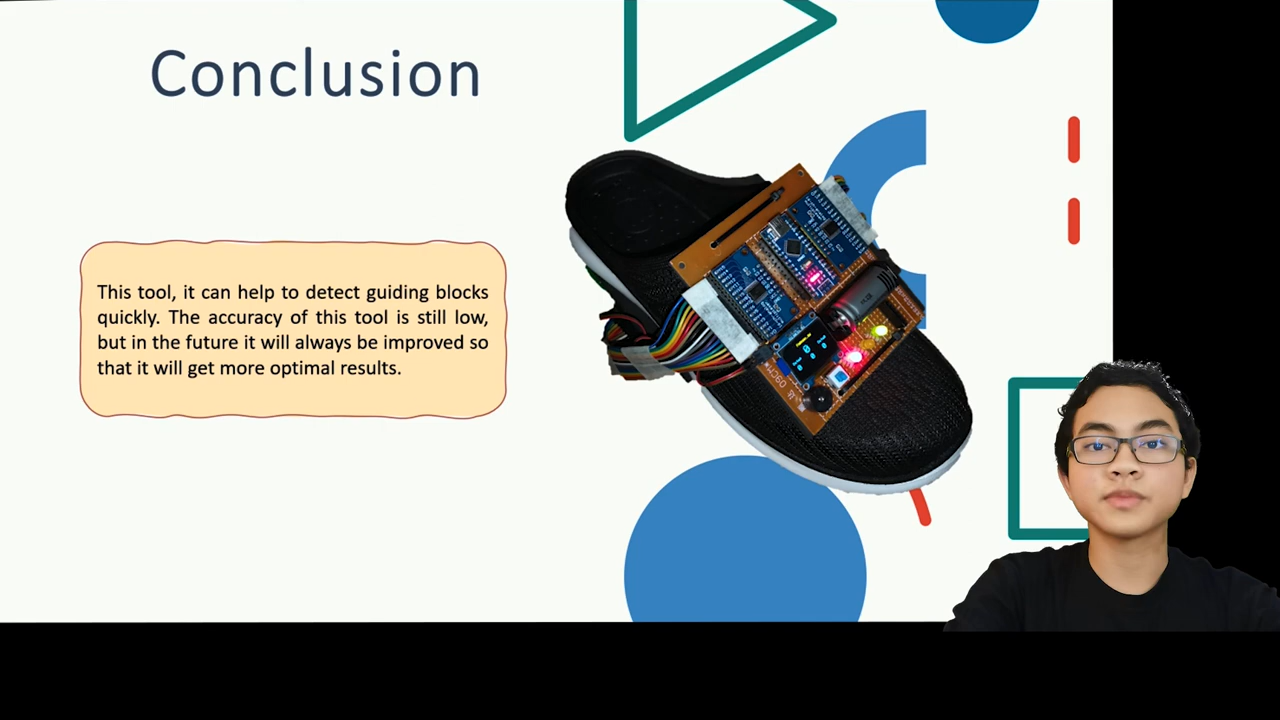 Conclusion
This tool, it can help to detect guiding blocks
quickly. The accuracy of this tool is still low,
but in the future it will always be improved so
that it will get more optimal results.